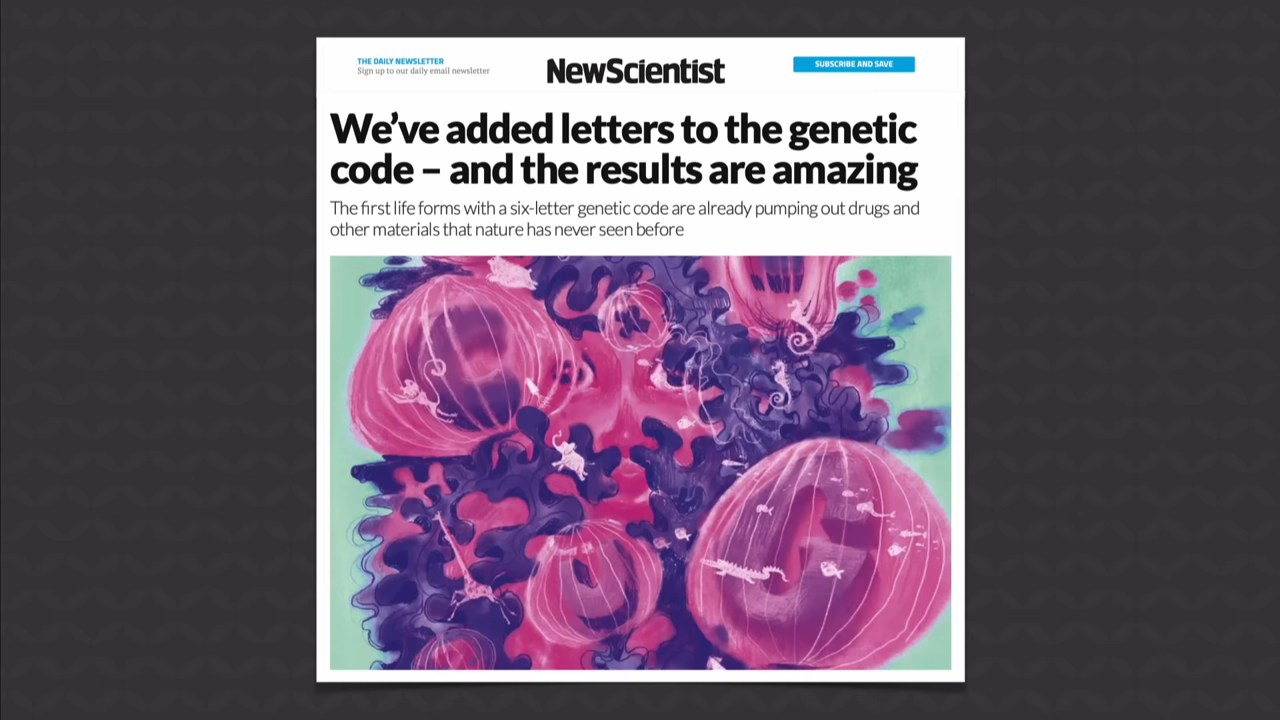 THE DAILY NEWSLETTER
Sign up to our daily email newsletter
NewScientist
SUBSCRIBE AND SAVE
We’ve added letters to the genetic
code – and the results are amazing
The first life forms with a six-letter genetic code are already pumping out drugs and
other materials that nature has never seen before